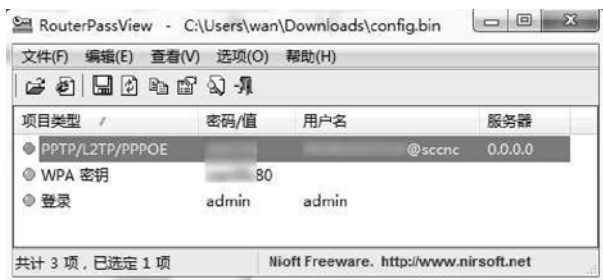 RouterPassView - C:\Users\wan\Downloads\config.bin
文件(F) 编辑(E) 查看(V) 选项(O) 帮助(H)
项目类型 / 密码/值 用户名 服务器
PPTP/L2TP/PPPOE @sccnc 0.0.0.0
WPA 密钥 80
登录 admin admin
共计 3 项，已选定 1 项 Freeware. http://www.nirsoft.net